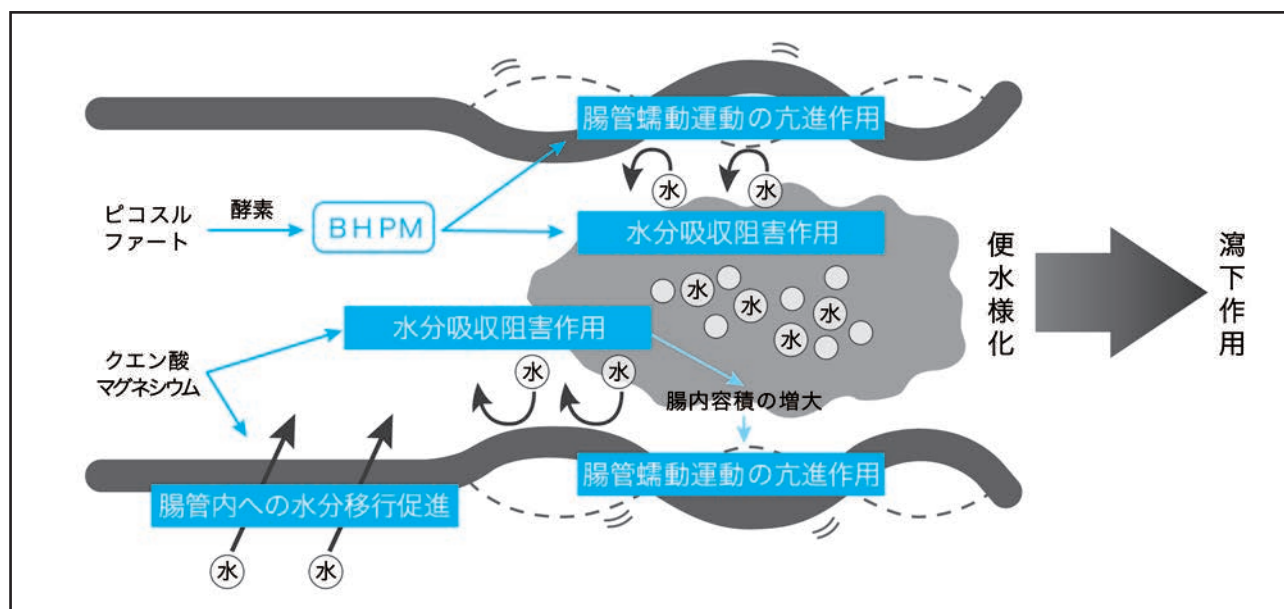 腸管蠕動運動の亢進作用
水
水
ピコスル
ファート
酵素
BHPM
水分吸収阻害作用
水
水
水
水
便水様化
瀉下作用
水分吸収阻害作用
クエン酸
マグネシウム
水
水
腸内容積の増大
腸管蠕動運動の亢進作用
腸管内への水分移行促進
水
水